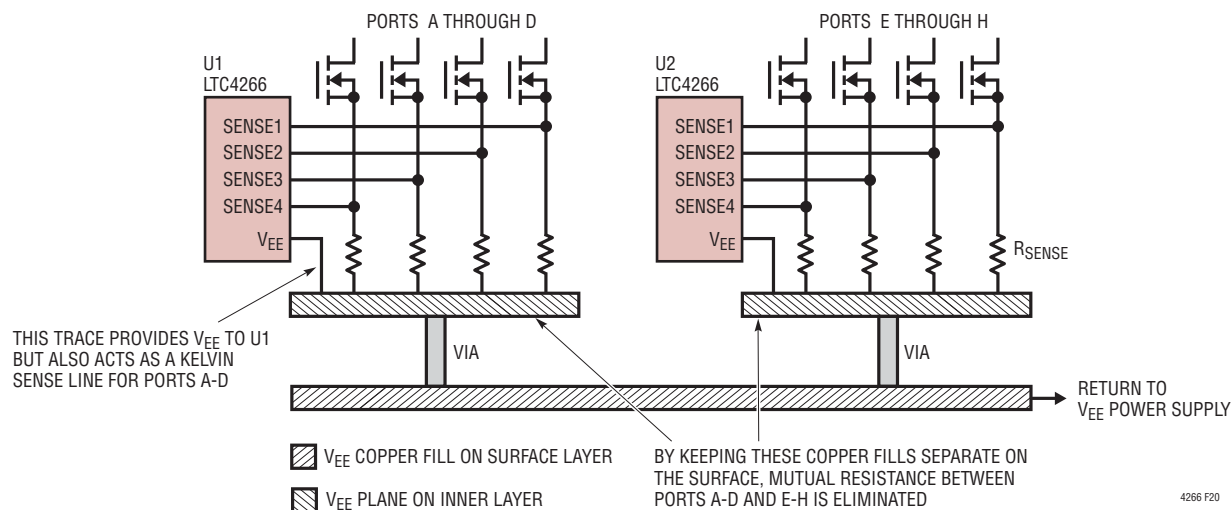 PORTS A THROUGH D
U1
LTC4266
SENSE1
SENSE2
SENSE3
SENSE4
VEE
THIS TRACE PROVIDES VEE TO U1
BUT ALSO ACTS AS A KELVIN
SENSE LINE FOR PORTS A-D
VIA
PORTS E THROUGH H
U2
LTC4266
SENSE1
SENSE2
SENSE3
SENSE4
VEE
RSENSE
VIA
RETURN TO
VEE POWER SUPPLY
VEE COPPER FILL ON SURFACE LAYER
VEE PLANE ON INNER LAYER
BY KEEPING THESE COPPER FILLS SEPARATE ON
THE SURFACE, MUTUAL RESISTANCE BETWEEN
PORTS A-D AND E-H IS ELIMINATED
4266 F20